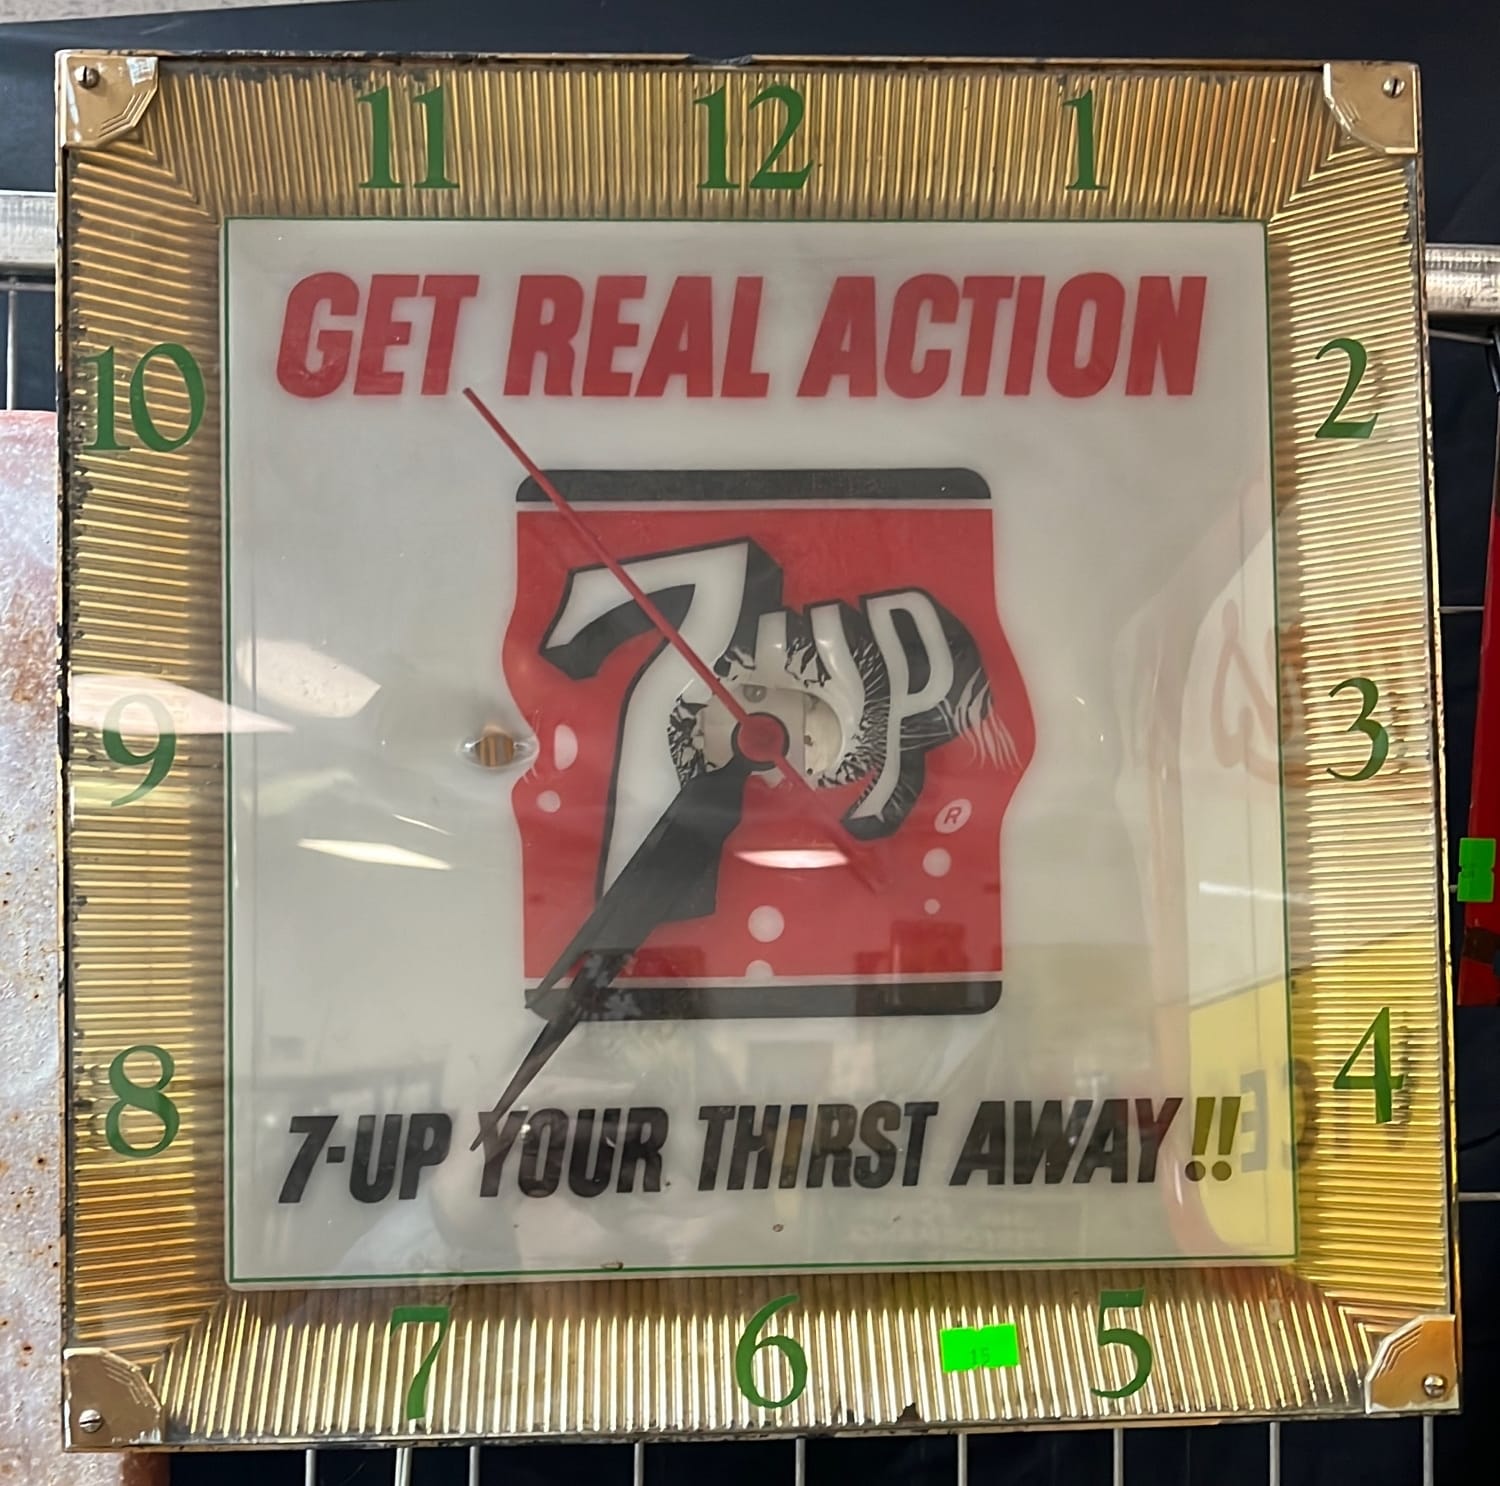 11 12 1
GET REAL ACTION
10 2
7up
9 3
®
8 4
7-UP YOUR THIRST AWAY!!
7 6 5
15